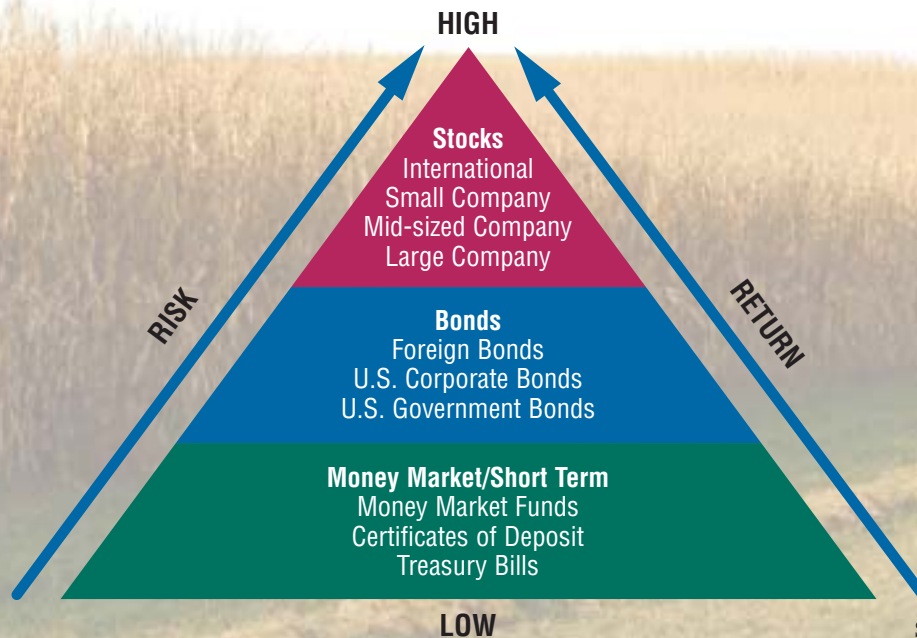 HIGH
Stocks
International
Small Company
Mid-sized Company
Large Company
RISK
RETURN
Bonds
Foreign Bonds
U.S. Corporate Bonds
U.S. Government Bonds
Money Market/Short Term
Money Market Funds
Certificates of Deposit
Treasury Bills
LOW